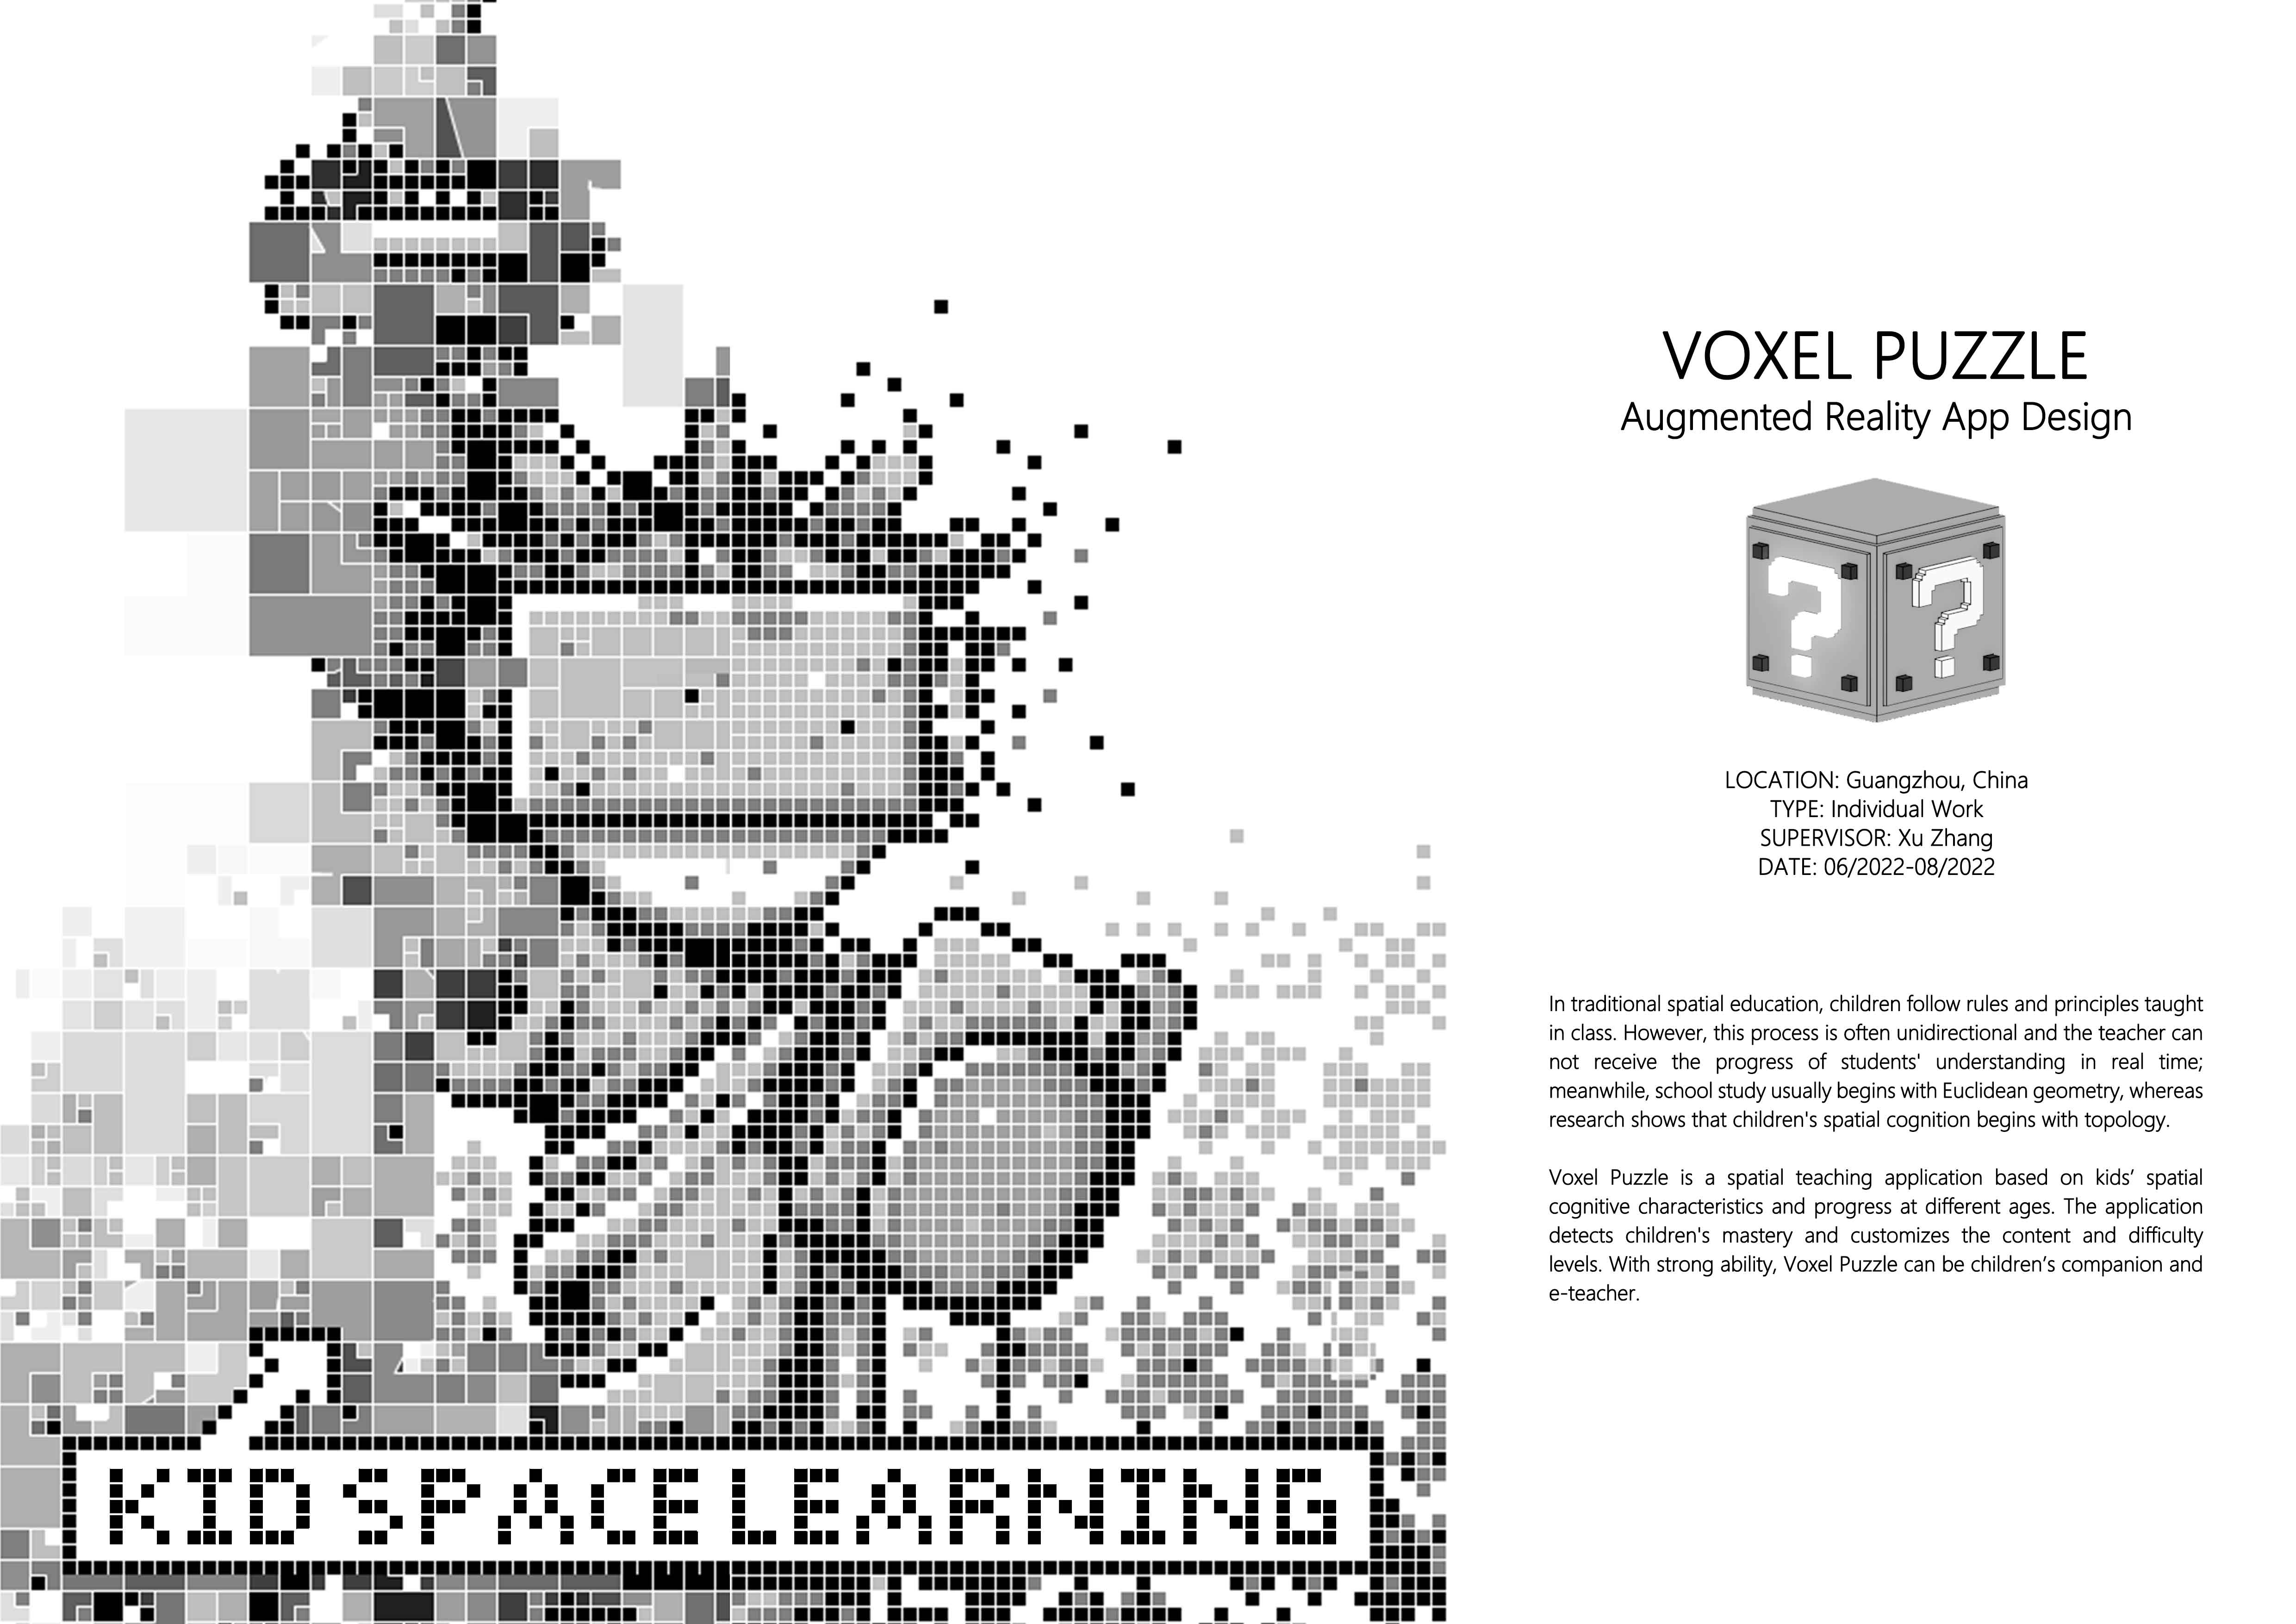 VOXEL PUZZLE
Augmented Reality App Design
? ?
LOCATION: Guangzhou, China
TYPE: Individual Work
SUPERVISOR: Xu Zhang
DATE: 06/2022-08/2022
In traditional spatial education, children follow rules and principles taught
in class. However, this process is often unidirectional and the teacher can
not receive the progress of students' understanding in real time;
meanwhile, school study usually begins with Euclidean geometry, whereas
research shows that children's spatial cognition begins with topology.
Voxel Puzzle is a spatial teaching application based on kids’ spatial
cognitive characteristics and progress at different ages. The application
detects children's mastery and customizes the content and difficulty
levels. With strong ability, Voxel Puzzle can be children’s companion and
e-teacher.
KID SPACE LEARNING